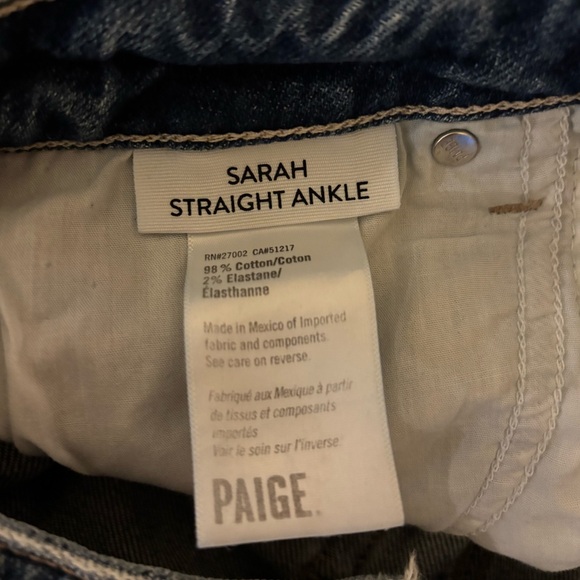 SARAH
STRAIGHT ANKLE
RN#27002 CA#51217
98 % Cotton/Coton
2% Elastane/
Élasthanne
Made in Mexico of Imported
fabric and components.
See care on reverse.
Fabriqué aux Mexique à partir
de tissus et composants
importés
Voir le soin sur l'inverse
PAIGE.